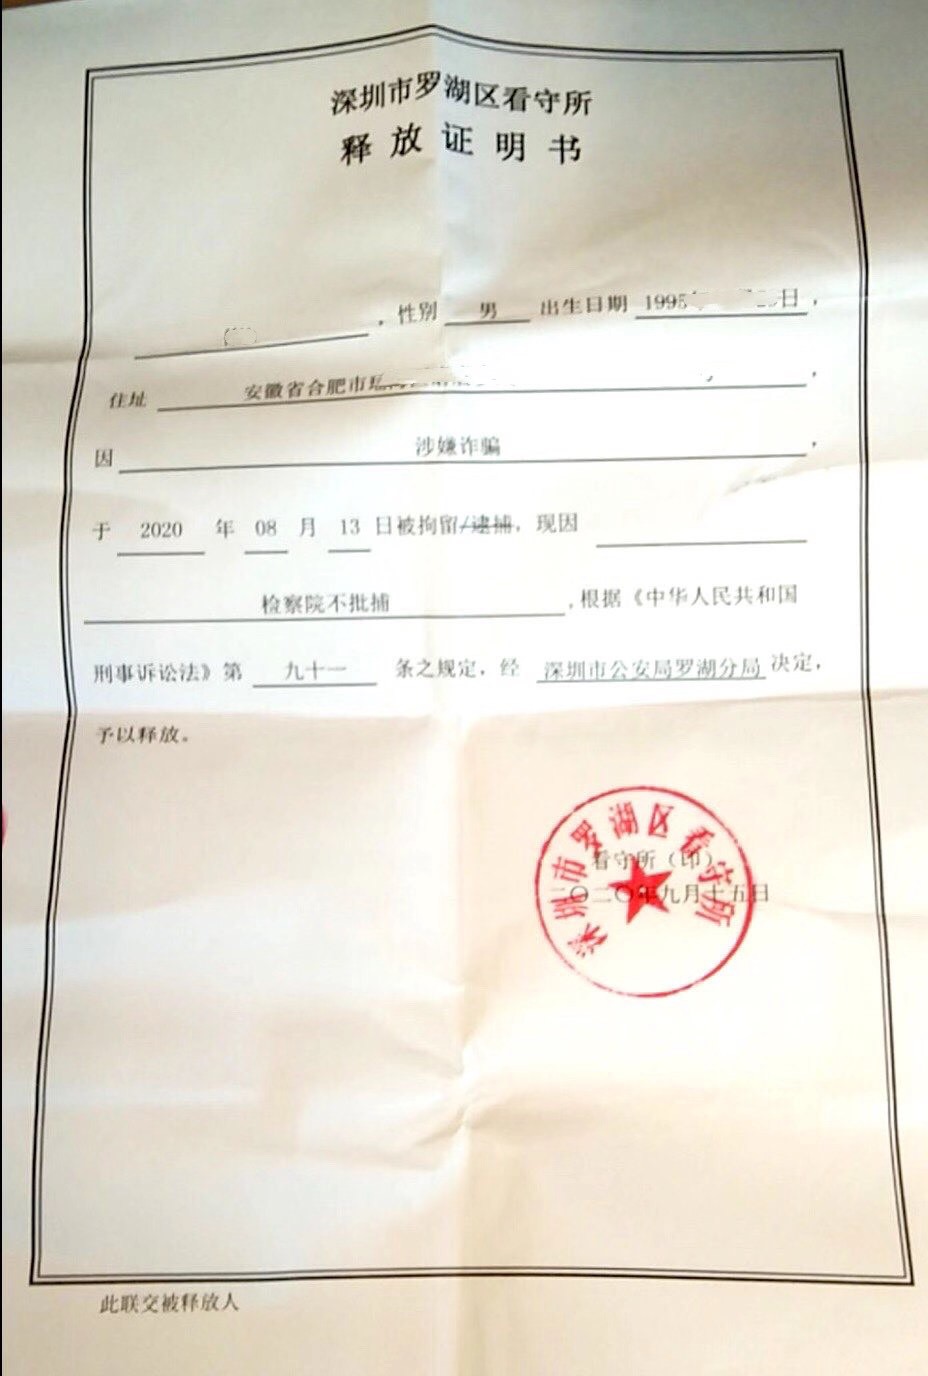 深圳市罗湖区看守所
释放证明书
，性别 男 出生日期 1995 日，
住址 安徽省合肥市 ，
因 涉嫌诈骗 ，
于 2020 年 08 月 13 日被拘留/逮捕，现因
检察院不批捕 ,根据《中华人民共和国
刑事诉讼法》第 九十一 条之规定，经 深圳市公安局罗湖分局 决定，
予以释放。
深圳市罗湖区看守所
看守所（印）
二〇二〇年九月十五日
此联交被释放人